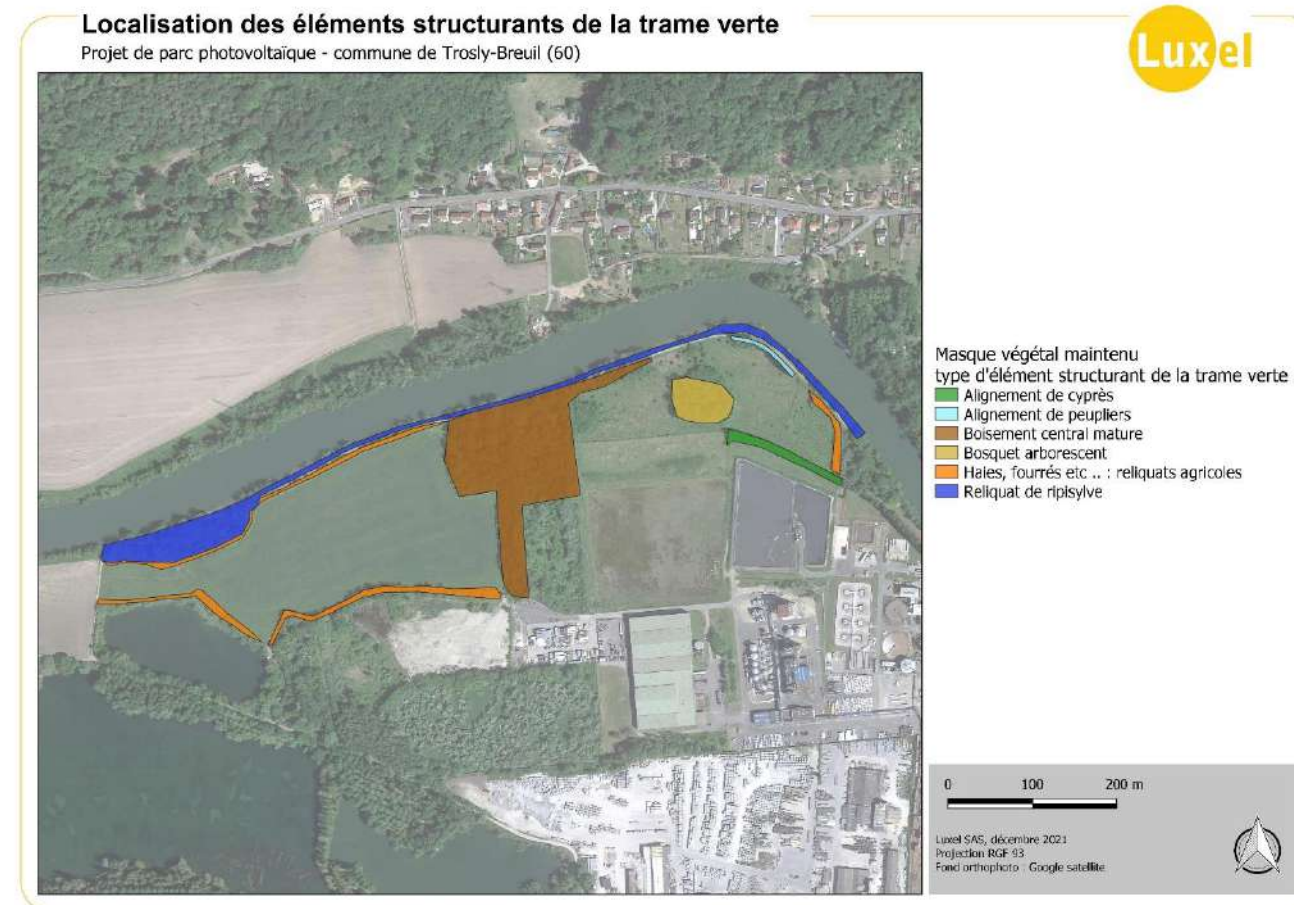 Localisation des éléments structurants de la trame verte
Projet de parc photovoltaïque - commune de Trosly-Breuil (60)
Luxel
Masque végétal maintenu
type d'élément structurant de la trame verte
Alignement de cyprès
Alignement de peupliers
Boisement central mature
Bosquet arborescent
Haies, fourrés etc .. : reliquats agricoles
Reliquat de ripisylve
0 100 200 m
Luxel SAS, décembre 2021
Projection RGF 93
Fond orthophoto : Google satellite